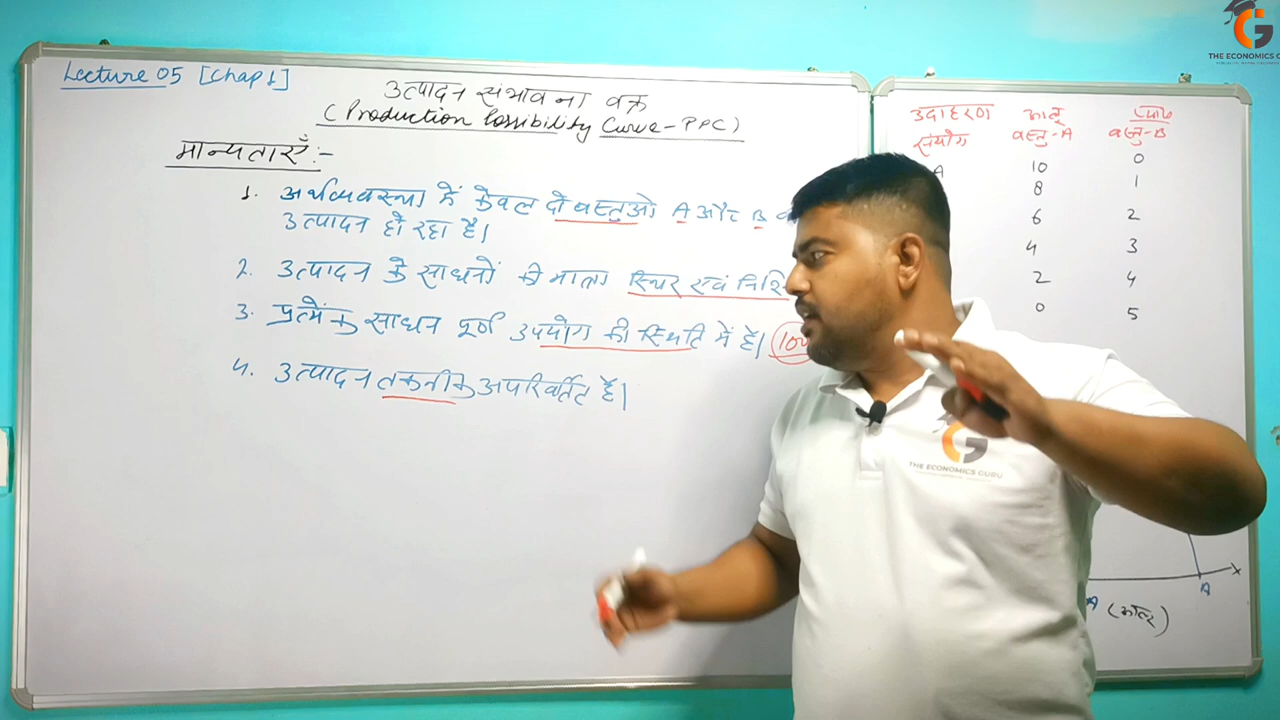 Lecture 05 [Chap 1]
उत्पादन संभावना वक्र
(Production Possibility Curve - PPC)
मान्यताएँ:-
1. अर्थव्यवस्था में केवल दो वस्तुओ A और B
उत्पादन हो रहा है।
2. उत्पादन के साधनों की मात्रा स्थिर एवं
3. प्रत्येक साधन पूर्ण उपयोग की स्थिति में है।
4. उत्पादन तकनीक अपरिवर्तित है।
उदाहरण
संयोग वस्तु-A वस्तु-B
A 10 0
8 1
6 2
4 3
2 4
0 5
X
A
THE ECONOMICS G
G
THE ECONOMICS GURU